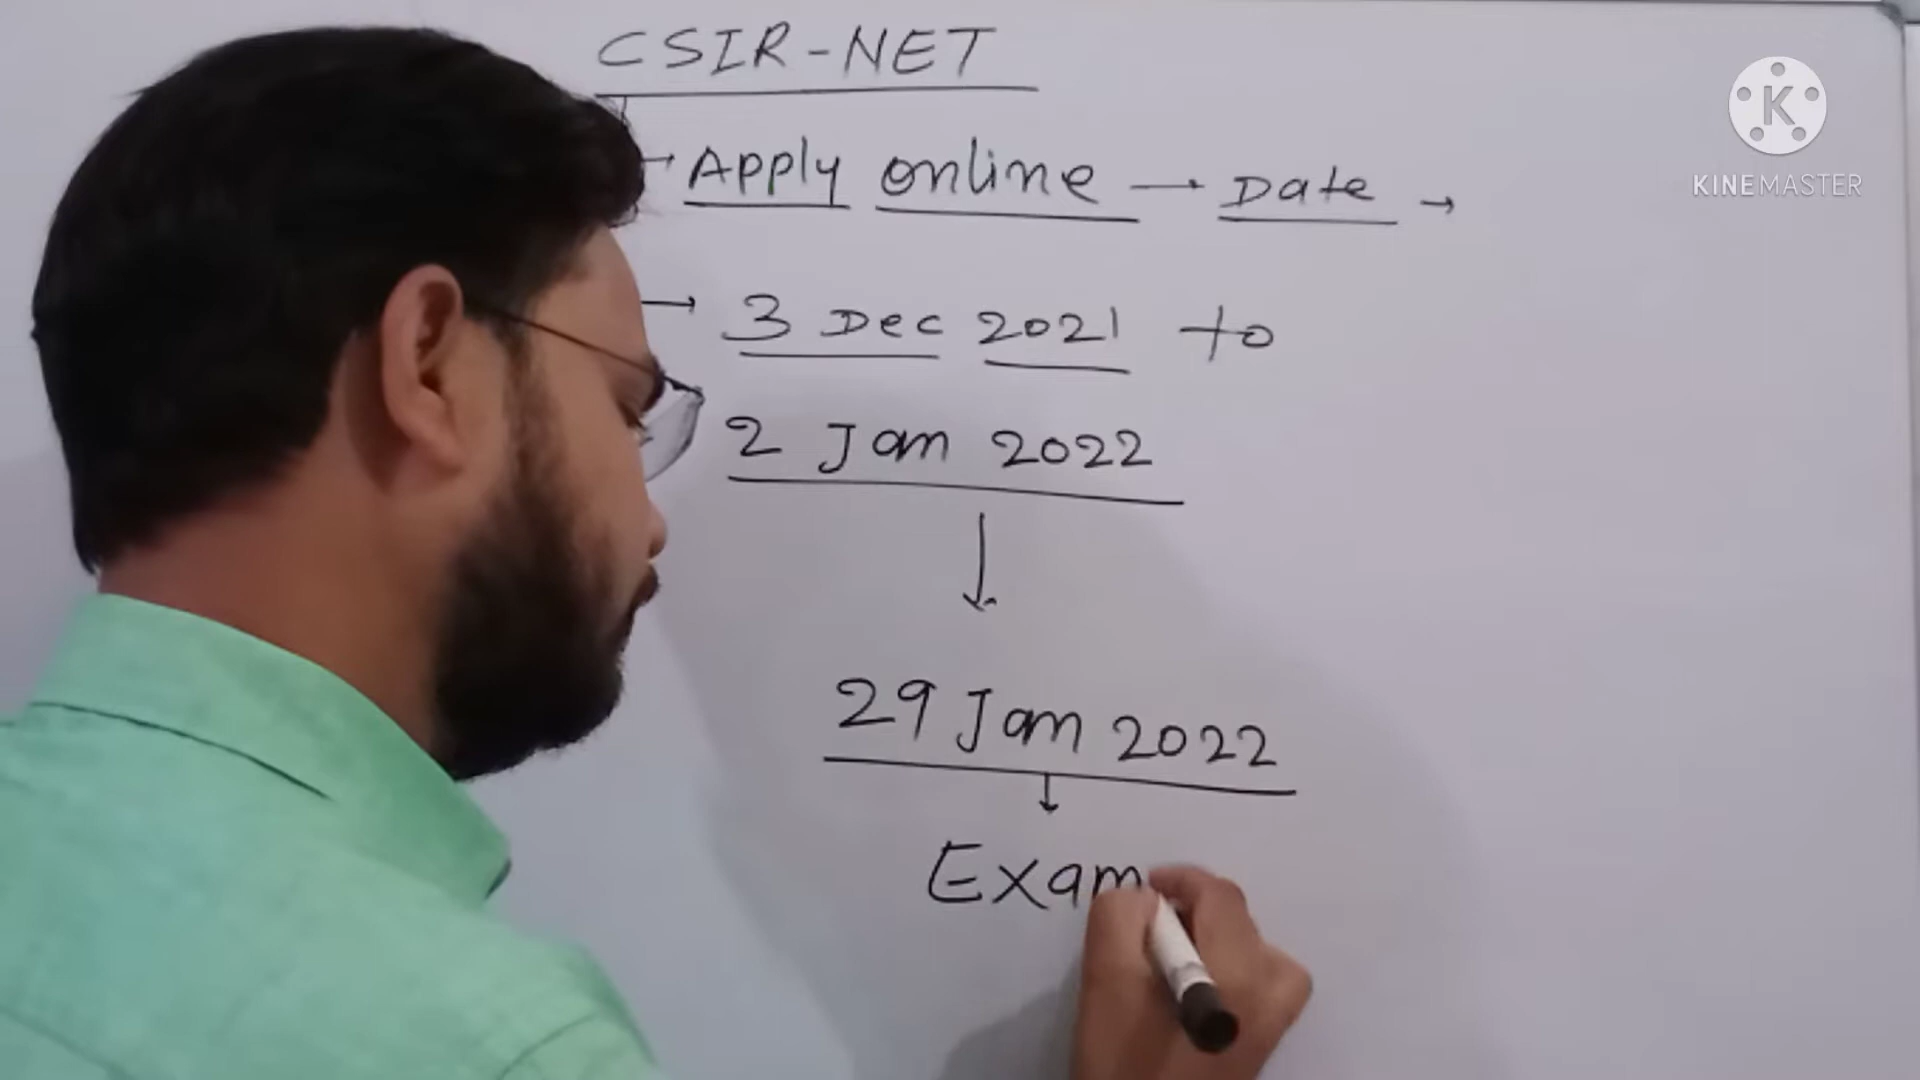 CSIR-NET
→ Apply online → Date →
→ 3 Dec 2021 to
2 Jan 2022
↓
29 Jan 2022
↓
Exam
K
KINEMASTER